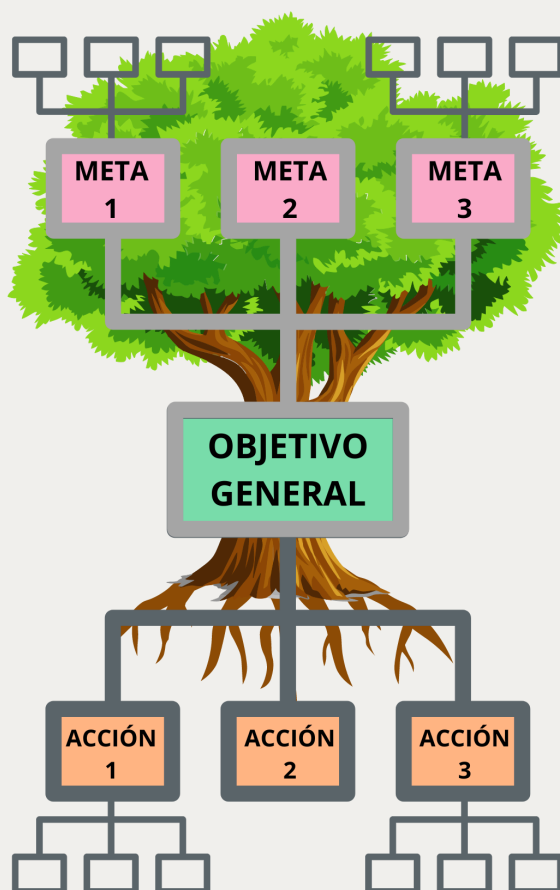 META
1
META
2
META
3
OBJETIVO
GENERAL
ACCIÓN
1
ACCIÓN
2
ACCIÓN
3